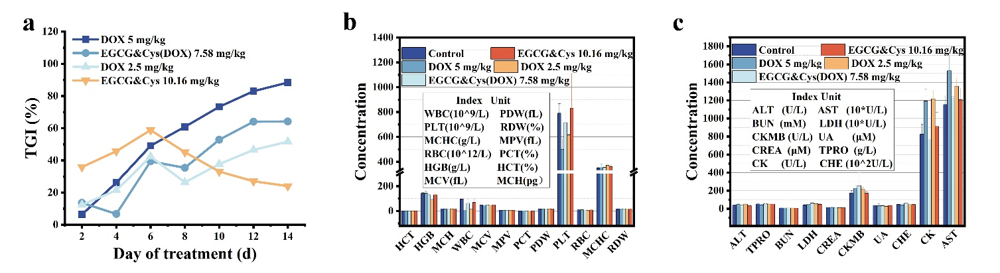 a
120
100
80
60
40
20
0
TGI (%)
DOX 5 mg/kg
EGCG&Cys(DOX) 7.58 mg/kg
DOX 2.5 mg/kg
EGCG&Cys 10.16 mg/kg
2 4 6 8 10 12 14
Day of treatment (d)
b
1400
1200
1000
800
600
400
200
0
Concentration
Control EGCG&Cys 10.16 mg/kg
DOX 5 mg/kg DOX 2.5 mg/kg
EGCG&Cys(DOX) 7.58 mg/kg
Index Unit
WBC(10^9/L) PDW(fL)
PLT(10^9/L) RDW(%)
MCHC(g/L) MPV(fL)
RBC(10^12/L) PCT(%)
HGB(g/L) HCT(%)
MCV(fL) MCH(pg)
HCT HGB MCH WBC MCV MPV PCT PDW PLT RBC MCHC RDW
c
1800
1600
1400
1200
1000
800
600
400
200
0
Concentration
Control EGCG&Cys 10.16 mg/kg
DOX 5 mg/kg DOX 2.5 mg/kg
EGCG&Cys(DOX) 7.58 mg/kg
Index Unit
ALT (U/L) AST (10*U/L)
BUN (mM) LDH (10*U/L)
CKMB (U/L) UA (μM)
CREA (μM) TPRO (g/L)
CK (U/L) CHE (10^2U/L)
ALT TPRO BUN LDH CREA CKMB UA CHE CK AST